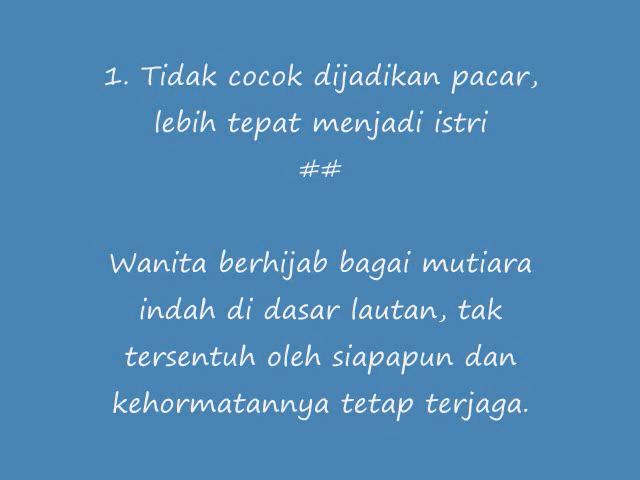 1. Tidak cocok dijadikan pacar,
lebih tepat menjadi istri
##
Wanita berhijab bagai mutiara
indah di dasar lautan, tak
tersentuh oleh siapapun dan
kehormatannya tetap terjaga.